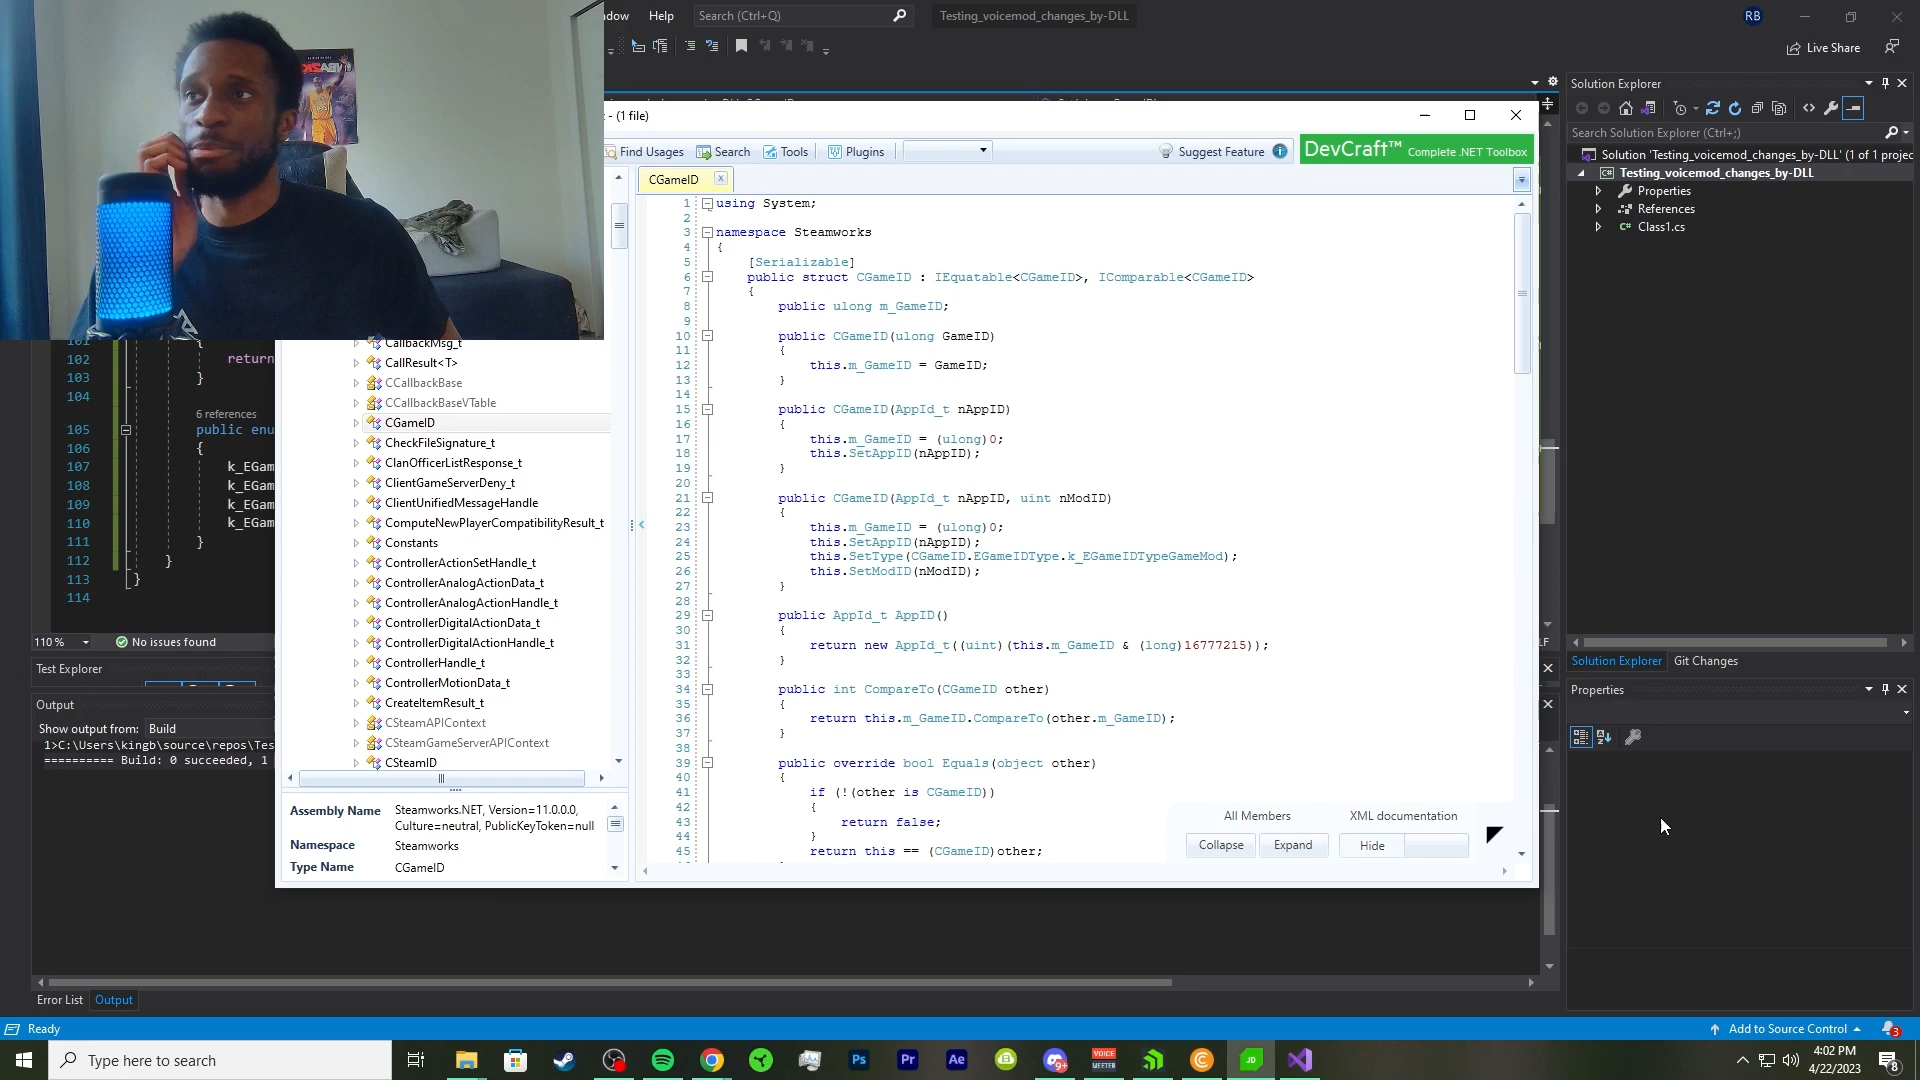 ndow Help Search (Ctrl+Q) Testing_voicemod_changes_by-DLL RB
Live Share
Solution Explorer
Search Solution Explorer (Ctrl+;)
Solution 'Testing_voicemod_changes_by-DLL' (1 of 1 projec
Testing_voicemod_changes_by-DLL
Properties
References
Class1.cs
- (1 file)
Find Usages Search Tools Plugins Suggest Feature DevCraft™ Complete .NET Toolbox
CGameID
1 using System;
2
3 namespace Steamworks
4 {
5 [Serializable]
6 public struct CGameID : IEquatable<CGameID>, IComparable<CGameID>
7 {
8 public ulong m_GameID;
9
10 public CGameID(ulong GameID)
11 {
12 this.m_GameID = GameID;
13 }
14
15 public CGameID(AppId_t nAppID)
16 {
17 this.m_GameID = (ulong)0;
18 this.SetAppID(nAppID);
19 }
20
21 public CGameID(AppId_t nAppID, uint nModID)
22 {
23 this.m_GameID = (ulong)0;
24 this.SetAppID(nAppID);
25 this.SetType(CGameID.EGameIDType.k_EGameIDTypeGameMod);
26 this.SetModID(nModID);
27 }
28
29 public AppId_t AppID()
30 {
31 return new AppId_t((uint)(this.m_GameID & (long)16777215));
32 }
33
34 public int CompareTo(CGameID other)
35 {
36 return this.m_GameID.CompareTo(other.m_GameID);
37 }
38
39 public override bool Equals(object other)
40 {
41 if (!(other is CGameID))
42 {
43 return false;
44 }
45 return this == (CGameID)other;
All Members XML documentation
Collapse Expand Hide
CallbackMsg_t
CallResult<T>
CCallbackBase
CCallbackBaseVTable
CGameID
CheckFileSignature_t
ClanOfficerListResponse_t
ClientGameServerDeny_t
ClientUnifiedMessageHandle
ComputeNewPlayerCompatibilityResult_t
Constants
ControllerActionSetHandle_t
ControllerAnalogActionData_t
ControllerAnalogActionHandle_t
ControllerDigitalActionData_t
ControllerDigitalActionHandle_t
ControllerHandle_t
ControllerMotionData_t
CreateItemResult_t
CSteamAPIContext
CSteamGameServerAPIContext
CSteamID
Assembly Name Steamworks.NET, Version=11.0.0.0,
Culture=neutral, PublicKeyToken=null
Namespace Steamworks
Type Name CGameID
101 {
102 return
103 }
104
6 references
105 public enu
106 {
107 k_EGam
108 k_EGam
109 k_EGam
110 k_EGam
111 }
112 }
113 }
114
110 % No issues found
Test Explorer
Output
Show output from: Build
1>C:\Users\kingb\source\repos\Tes
========== Build: 0 succeeded, 1
Error List Output
Solution Explorer Git Changes
Properties
Ready Add to Source Control 3
Type here to search Ps Pr Ae 9+ VOICE MEETER JD
4:02 PM
4/22/2023 8